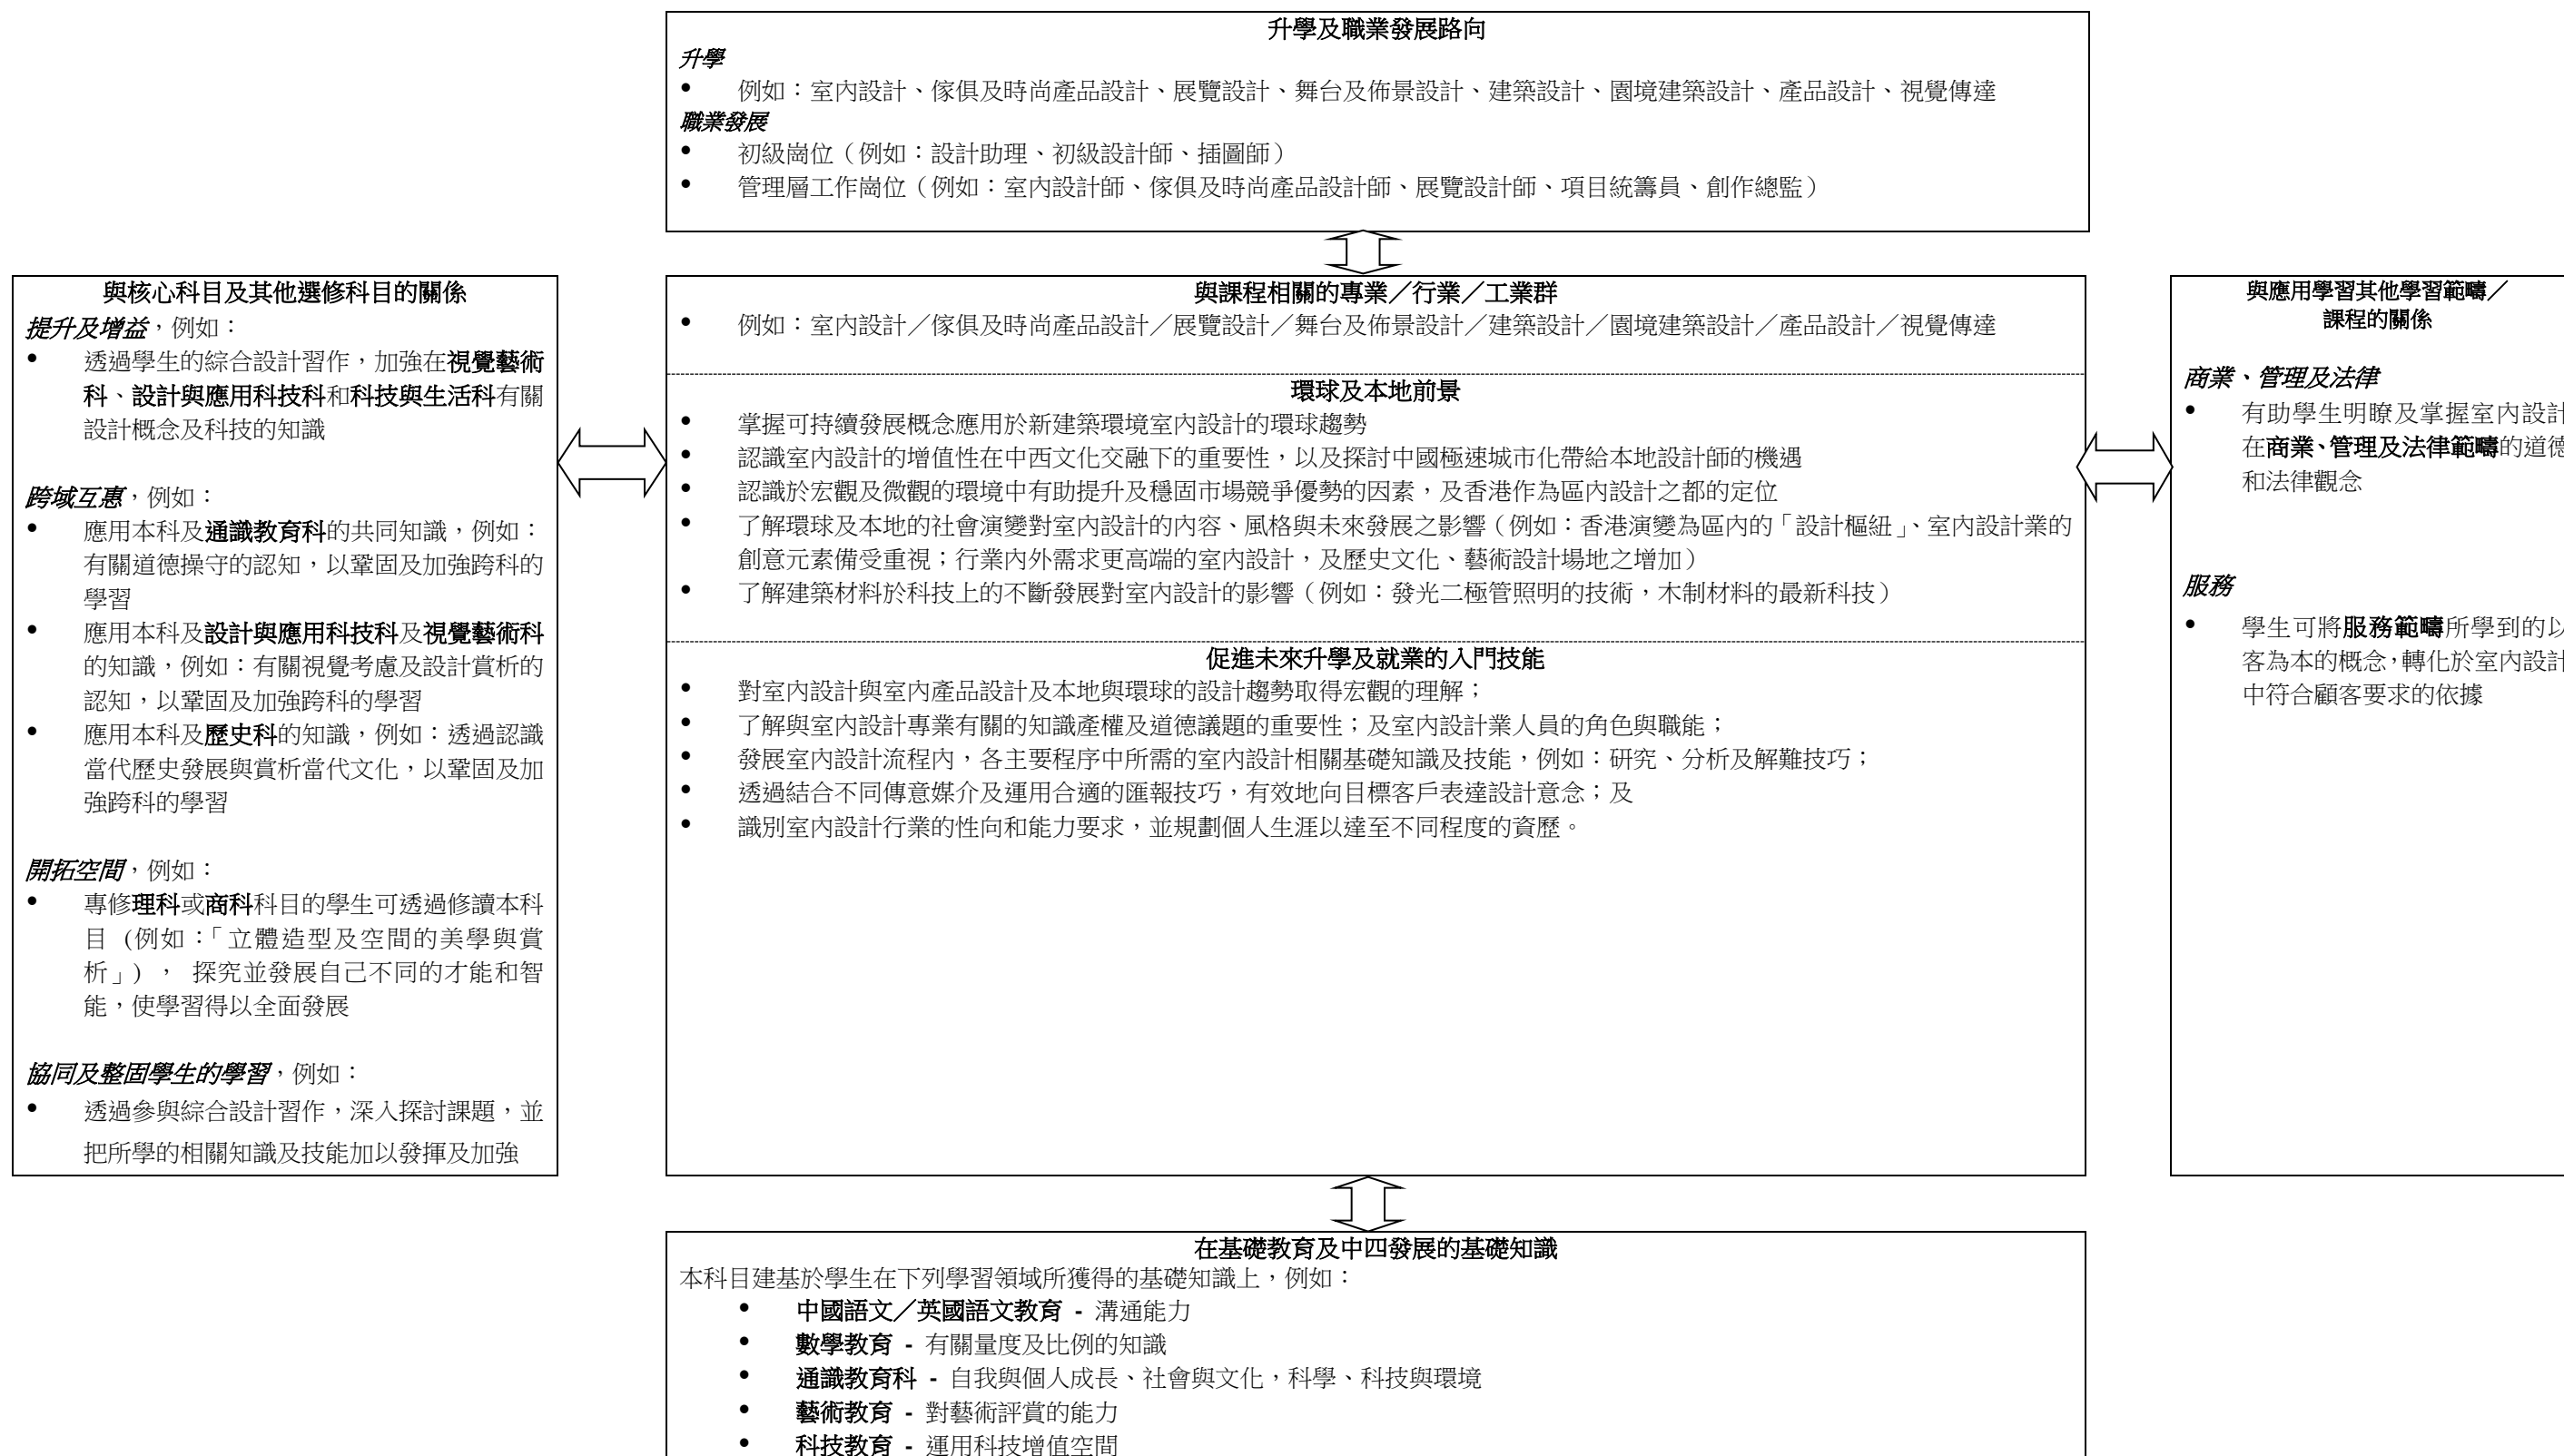 升學及職業發展路向
升學
• 例如：室內設計、傢俱及時尚產品設計、展覽設計、舞台及佈景設計、建築設計、園境建築設計、產品設計、視覺傳達
職業發展
• 初級崗位（例如：設計助理、初級設計師、插圖師）
• 管理層工作崗位（例如：室內設計師、傢俱及時尚產品設計師、展覽設計師、項目統籌員、創作總監）
與核心科目及其他選修科目的關係
提升及增益，例如：
• 透過學生的綜合設計習作，加強在視覺藝術
科、設計與應用科技科和科技與生活科有關
設計概念及科技的知識
跨域互惠，例如：
• 應用本科及通識教育科的共同知識，例如：
有關道德操守的認知，以鞏固及加強跨科的
學習
• 應用本科及設計與應用科技科及視覺藝術科
的知識，例如：有關視覺考慮及設計賞析的
認知，以鞏固及加強跨科的學習
• 應用本科及歷史科的知識，例如：透過認識
當代歷史發展與賞析當代文化，以鞏固及加
強跨科的學習
開拓空間，例如：
• 專修理科或商科科目的學生可透過修讀本科
目 (例如：「立體造型及空間的美學與賞
析」)， 探究並發展自己不同的才能和智
能，使學習得以全面發展
協同及整固學生的學習，例如：
• 透過參與綜合設計習作，深入探討課題，並
把所學的相關知識及技能加以發揮及加強
與課程相關的專業／行業／工業群
• 例如：室內設計／傢俱及時尚產品設計／展覽設計／舞台及佈景設計／建築設計／園境建築設計／產品設計／視覺傳達
環球及本地前景
• 掌握可持續發展概念應用於新建築環境室內設計的環球趨勢
• 認識室內設計的增值性在中西文化交融下的重要性，以及探討中國極速城市化帶給本地設計師的機遇
• 認識於宏觀及微觀的環境中有助提升及穩固市場競爭優勢的因素，及香港作為區內設計之都的定位
• 了解環球及本地的社會演變對室內設計的內容、風格與未來發展之影響（例如：香港演變為區內的「設計樞紐」、室內設計業的
創意元素備受重視；行業內外需求更高端的室內設計，及歷史文化、藝術設計場地之增加）
• 了解建築材料於科技上的不斷發展對室內設計的影響（例如：發光二極管照明的技術，木制材料的最新科技）
促進未來升學及就業的入門技能
• 對室內設計與室內產品設計及本地與環球的設計趨勢取得宏觀的理解；
• 了解與室內設計專業有關的知識產權及道德議題的重要性；及室內設計業人員的角色與職能；
• 發展室內設計流程內，各主要程序中所需的室內設計相關基礎知識及技能，例如：研究、分析及解難技巧；
• 透過結合不同傳意媒介及運用合適的匯報技巧，有效地向目標客戶表達設計意念；及
• 識別室內設計行業的性向和能力要求，並規劃個人生涯以達至不同程度的資歷。
與應用學習其他學習範疇／
課程的關係
商業、管理及法律
• 有助學生明瞭及掌握室內設計
在商業、管理及法律範疇的道德
和法律觀念
服務
• 學生可將服務範疇所學到的以
客為本的概念，轉化於室內設計
中符合顧客要求的依據
在基礎教育及中四發展的基礎知識
本科目建基於學生在下列學習領域所獲得的基礎知識上，例如：
• 中國語文／英國語文教育 - 溝通能力
• 數學教育 - 有關量度及比例的知識
• 通識教育科 - 自我與個人成長、社會與文化，科學、科技與環境
• 藝術教育 - 對藝術評賞的能力
• 科技教育 - 運用科技增值空間